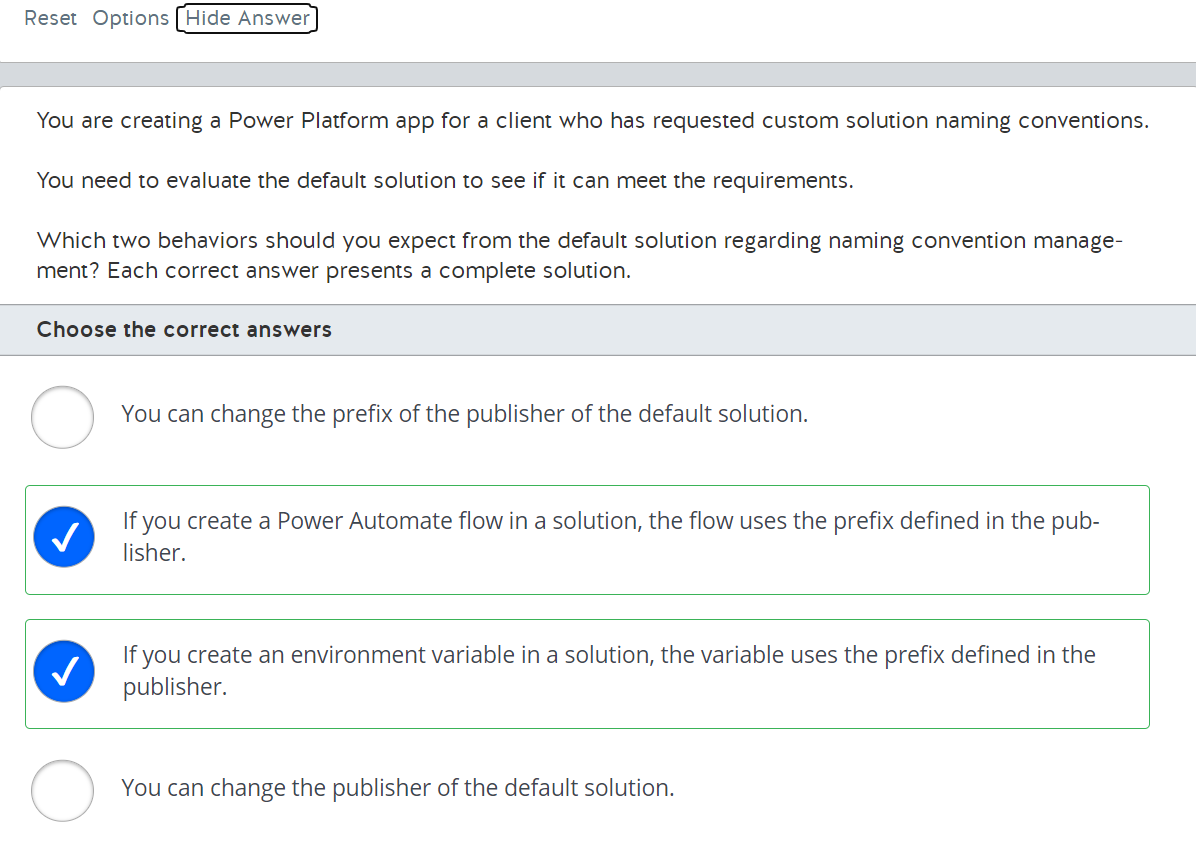 Reset Options Hide Answer
You are creating a Power Platform app for a client who has requested custom solution naming conventions.
You need to evaluate the default solution to see if it can meet the requirements.
Which two behaviors should you expect from the default solution regarding naming convention manage-
ment? Each correct answer presents a complete solution.
Choose the correct answers
You can change the prefix of the publisher of the default solution.
If you create a Power Automate flow in a solution, the flow uses the prefix defined in the pub-
lisher.
If you create an environment variable in a solution, the variable uses the prefix defined in the
publisher.
You can change the publisher of the default solution.